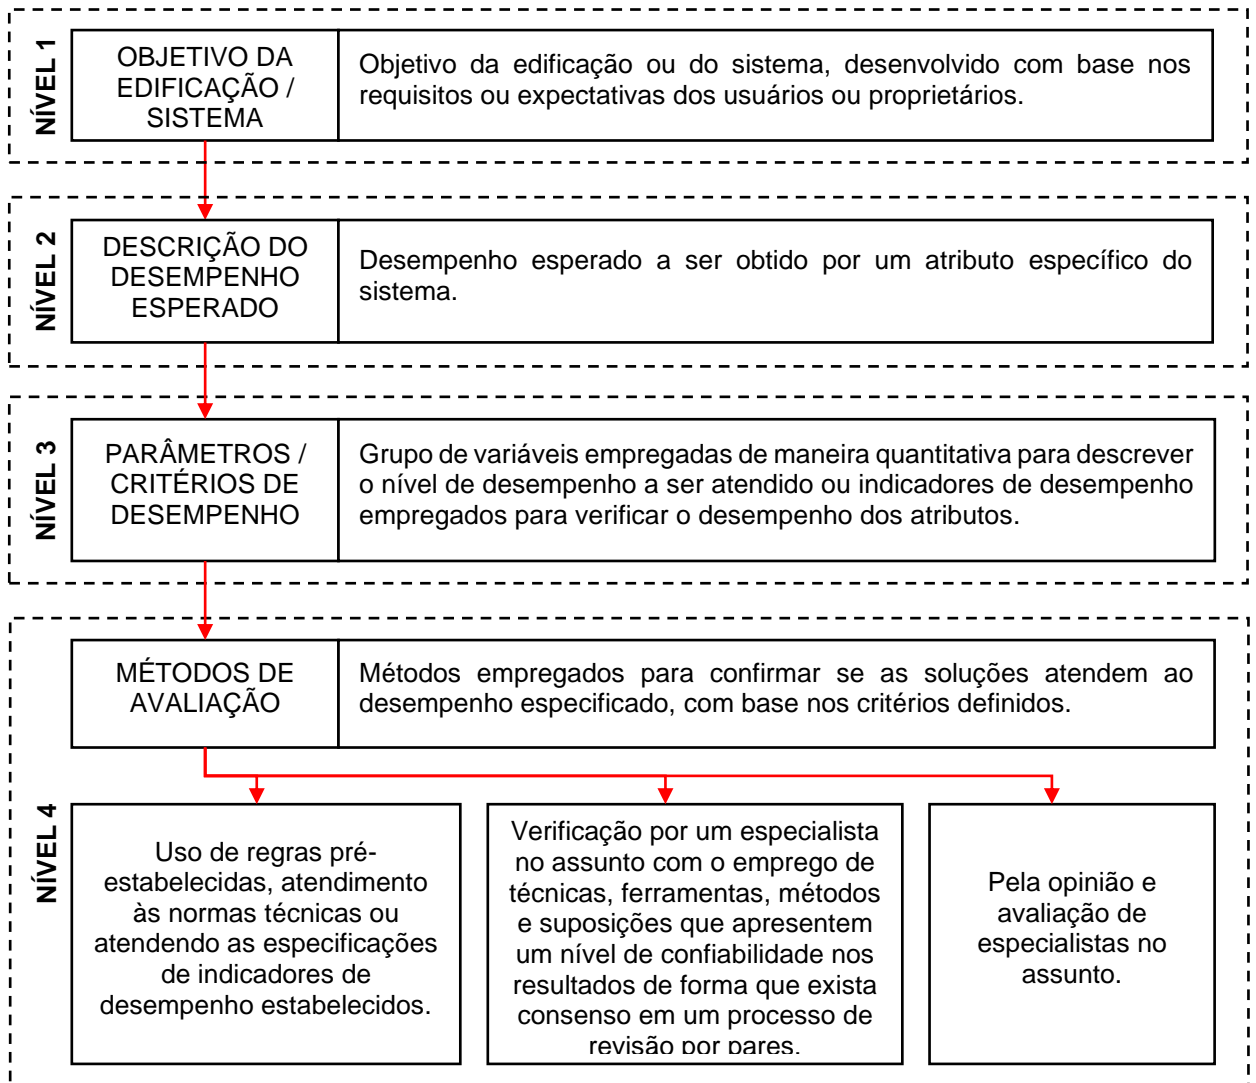 NÍVEL 1
OBJETIVO DA
EDIFICAÇÃO /
SISTEMA
Objetivo da edificação ou do sistema, desenvolvido com base nos
requisitos ou expectativas dos usuários ou proprietários.
NÍVEL 2
DESCRIÇÃO DO
DESEMPENHO
ESPERADO
Desempenho esperado a ser obtido por um atributo específico do
sistema.
NÍVEL 3
PARÂMETROS /
CRITÉRIOS DE
DESEMPENHO
Grupo de variáveis empregadas de maneira quantitativa para descrever
o nível de desempenho a ser atendido ou indicadores de desempenho
empregados para verificar o desempenho dos atributos.
NÍVEL 4
MÉTODOS DE
AVALIAÇÃO
Métodos empregados para confirmar se as soluções atendem ao
desempenho especificado, com base nos critérios definidos.
Uso de regras pré-
estabelecidas, atendimento
às normas técnicas ou
atendendo as especificações
de indicadores de
desempenho estabelecidos.
Verificação por um especialista
no assunto com o emprego de
técnicas, ferramentas, métodos
e suposições que apresentem
um nível de confiabilidade nos
resultados de forma que exista
consenso em um processo de
revisão por pares.
Pela opinião e
avaliação de
especialistas no
assunto.